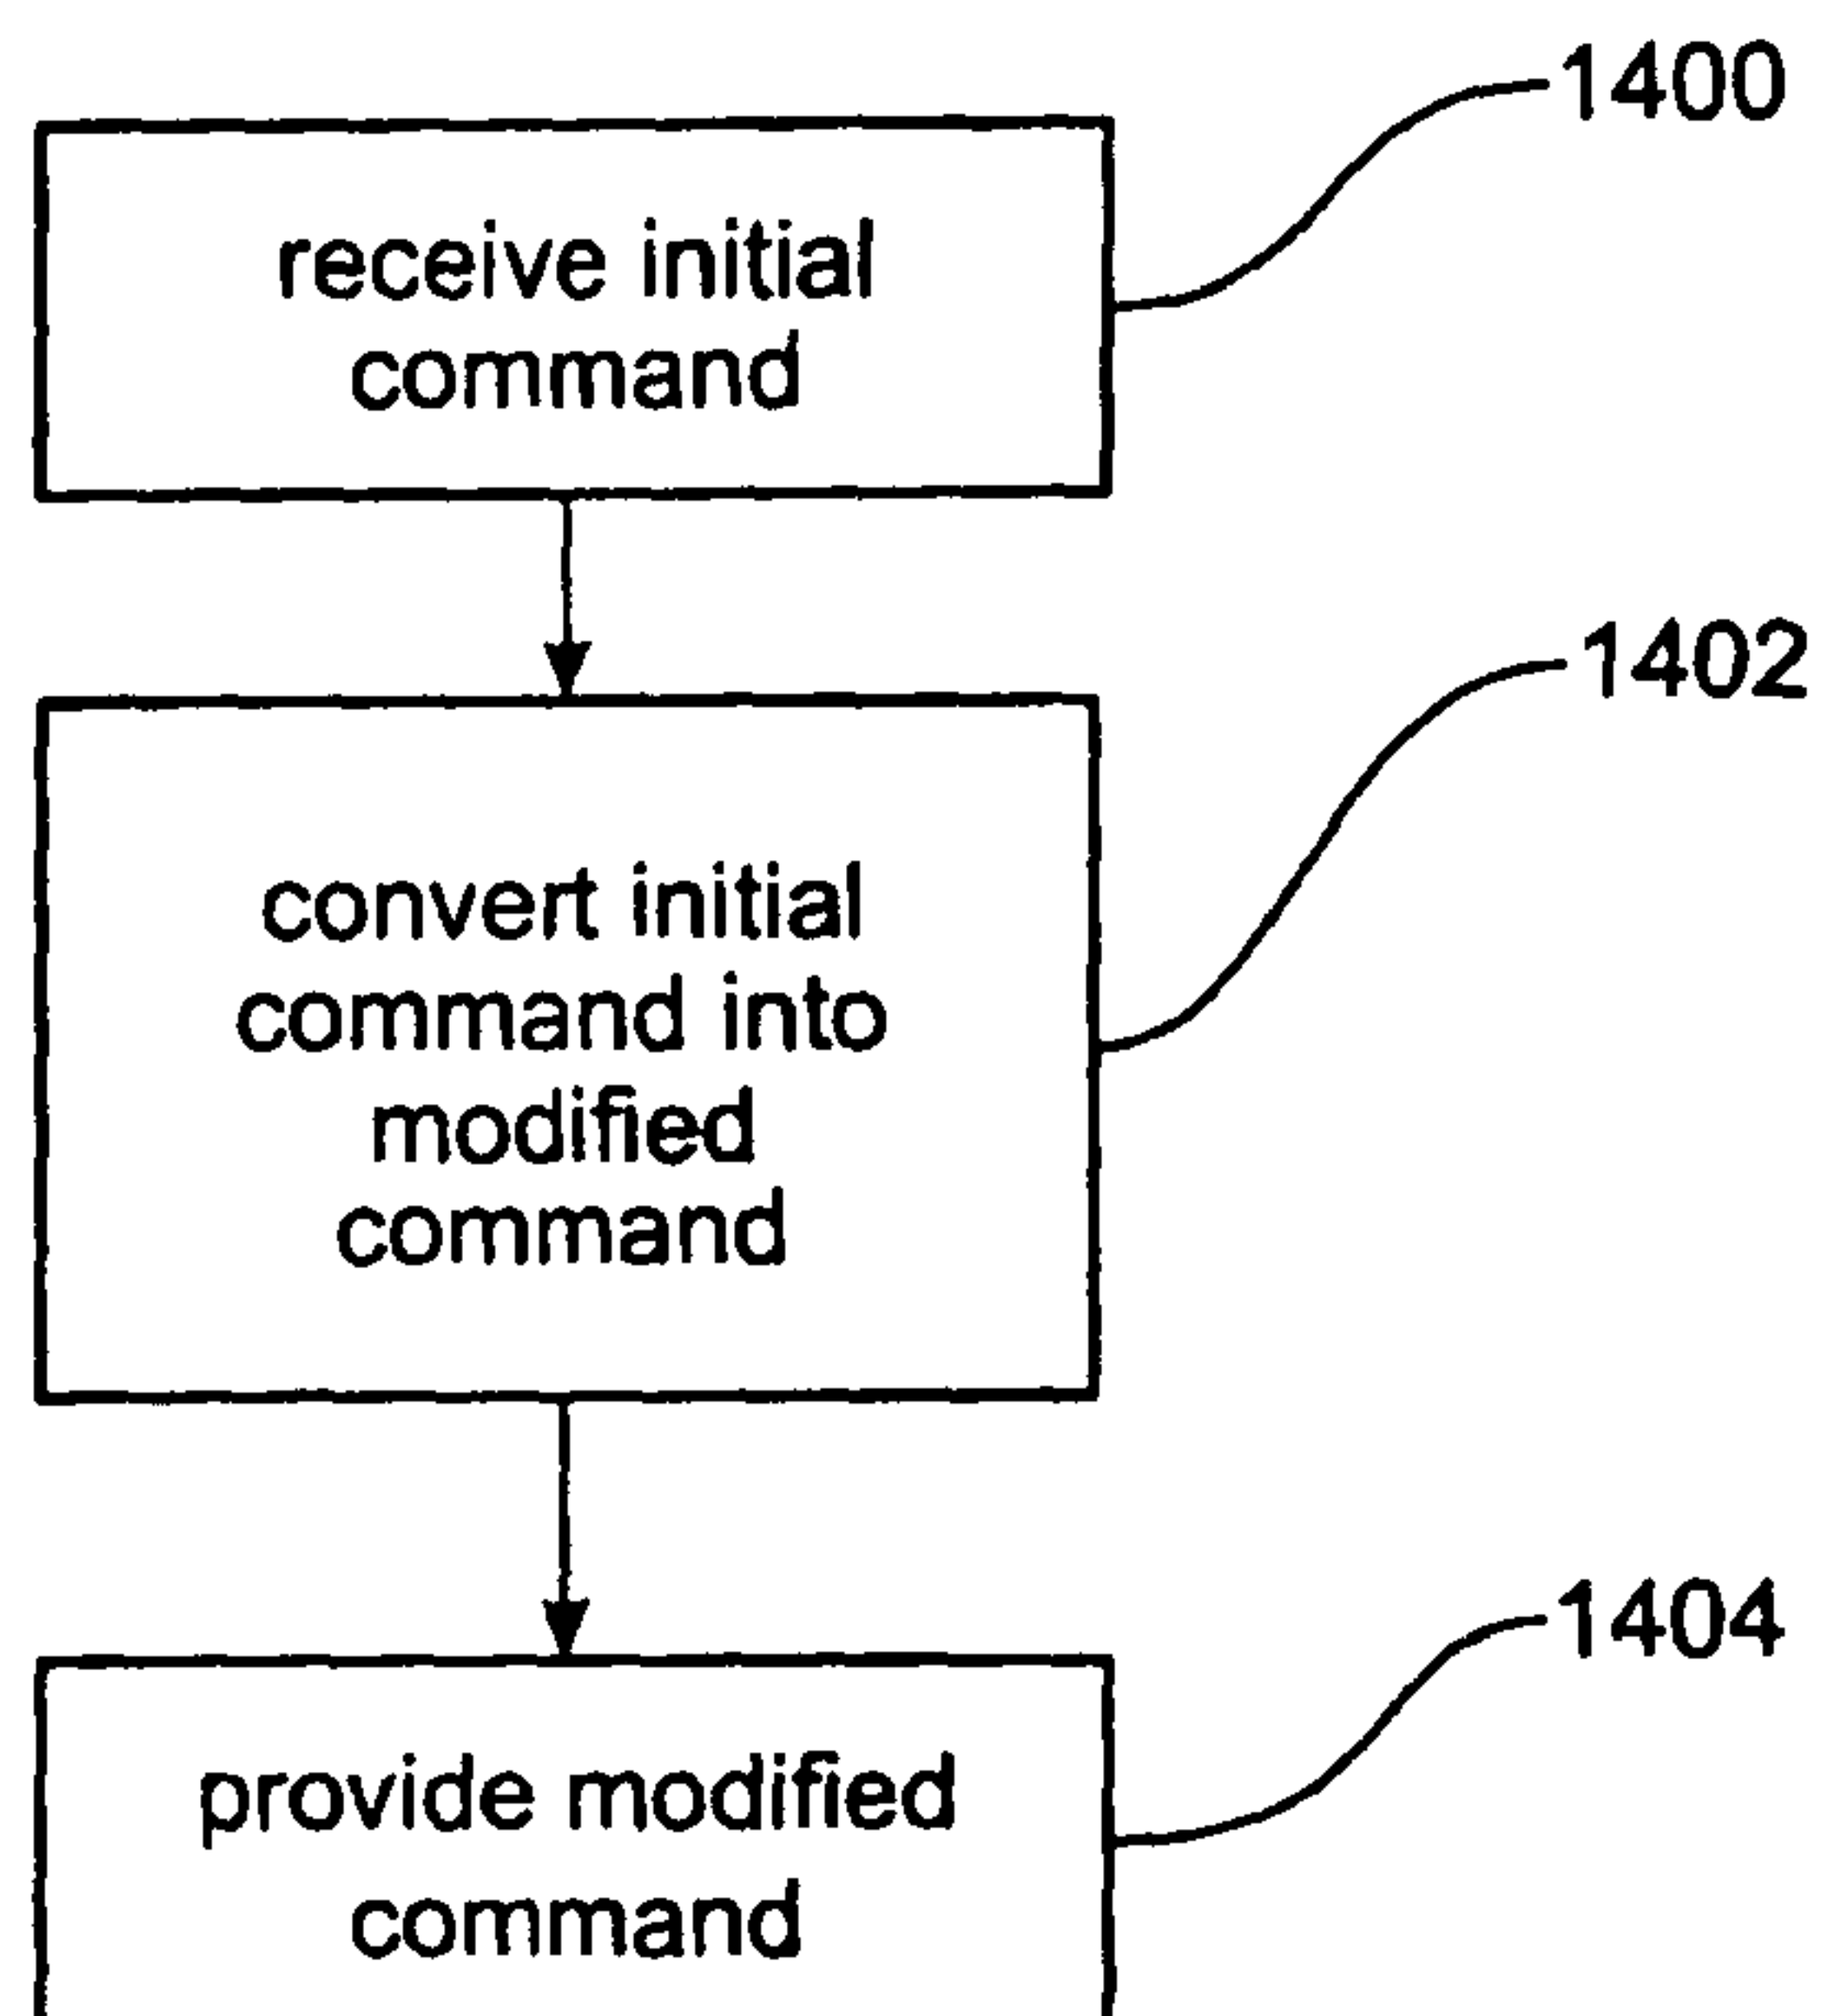 1400
receive initial
command
1402
convert initial
command into
modified
command
1404
provide modified
command